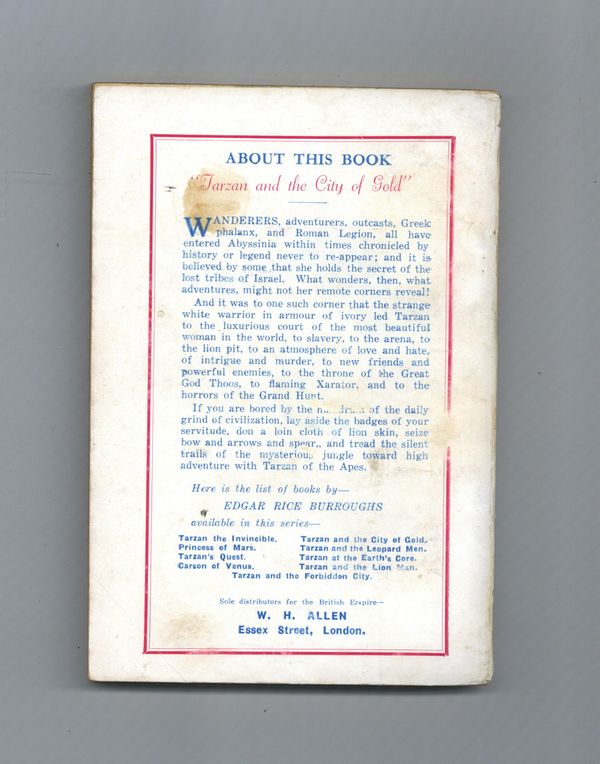 ABOUT THIS BOOK
"Tarzan and the City of Gold"
WANDERERS, adventurers, outcasts, Greek
phalanx, and Roman Legion, all have
entered Abyssinia within times chronicled by
history or legend never to re-appear; and it is
believed by some that she holds the secret of the
lost tribes of Israel. What wonders, then, what
adventures, might not her remote corners reveal!
And it was to one such corner that the strange
white warrior in armour of ivory led Tarzan
to the luxurious court of the most beautiful
woman in the world, to slavery, to the arena, to
the lion pit, to an atmosphere of love and hate,
of intrigue and murder, to new friends and
powerful enemies, to the throne of the Great
God Thoos, to flaming Xarator, and to the
horrors of the Grand Hunt.
If you are bored by the of the daily
grind of civilization, lay aside the badges of your
servitude, don a loin cloth of lion skin, seize
bow and arrows and spear, and tread the silent
trails of the mysterious jungle toward high
adventure with Tarzan of the Apes.
Here is the list of books by—
EDGAR RICE BURROUGHS
available in this series—
Tarzan the Invincible. Tarzan and the City of Gold.
Princess of Mars. Tarzan and the Leopard Men.
Tarzan's Quest. Tarzan at the Earth's Core.
Carson of Venus. Tarzan and the Lion Man.
Tarzan and the Forbidden City.
Sole distributors for the British Empire—
W. H. ALLEN
Essex Street, London.